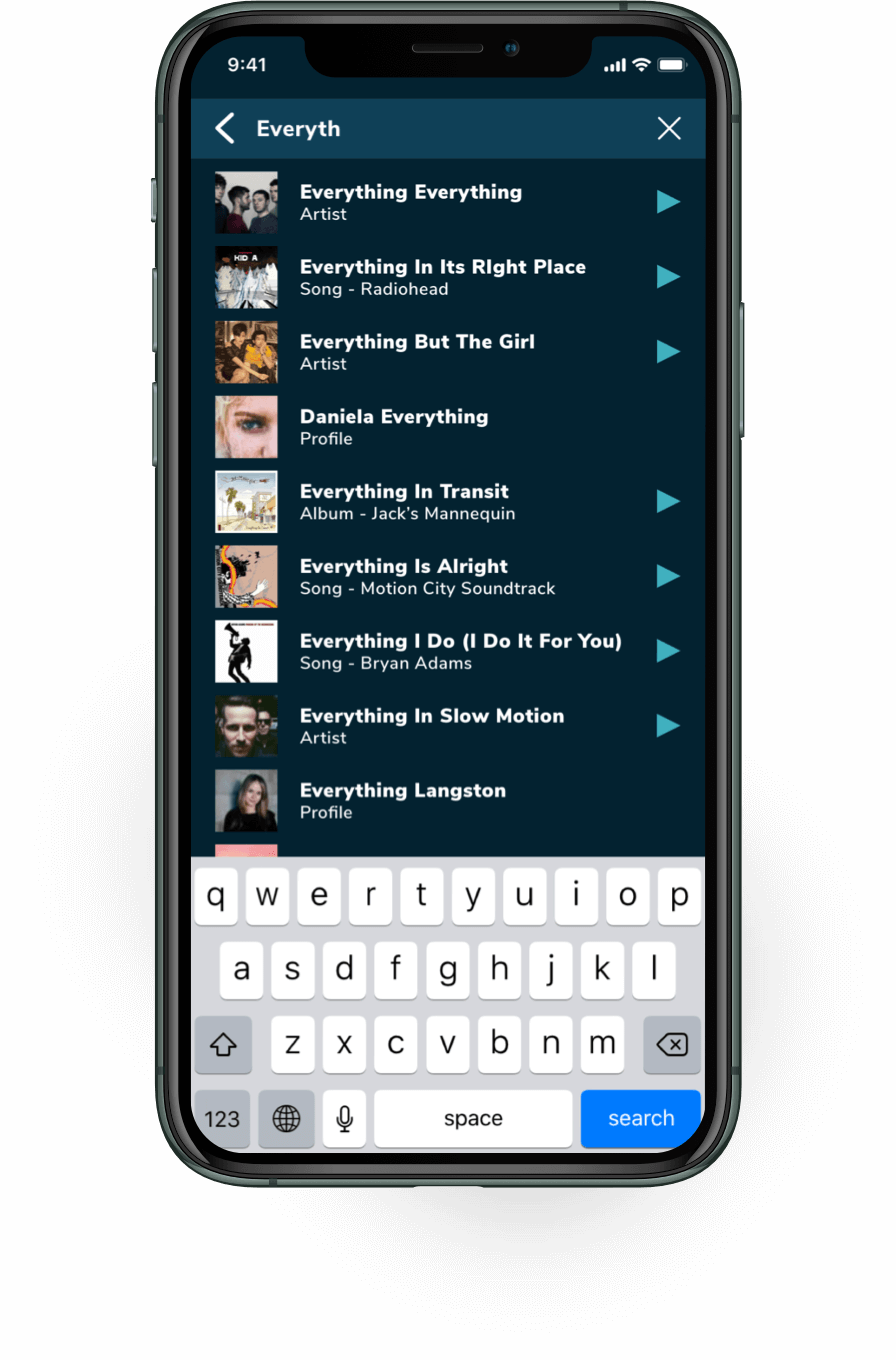 9:41
Everyth
Everything Everything
Artist
KID A
Everything In Its RIght Place
Song - Radiohead
Everything But The Girl
Artist
Daniela Everything
Profile
Everything In Transit
Album - Jack’s Mannequin
Everything Is Alright
Song - Motion City Soundtrack
Everything I Do (I Do It For You)
Song - Bryan Adams
Everything In Slow Motion
Artist
Everything Langston
Profile
q w e r t y u i o p
a s d f g h j k l
z x c v b n m
123 space search